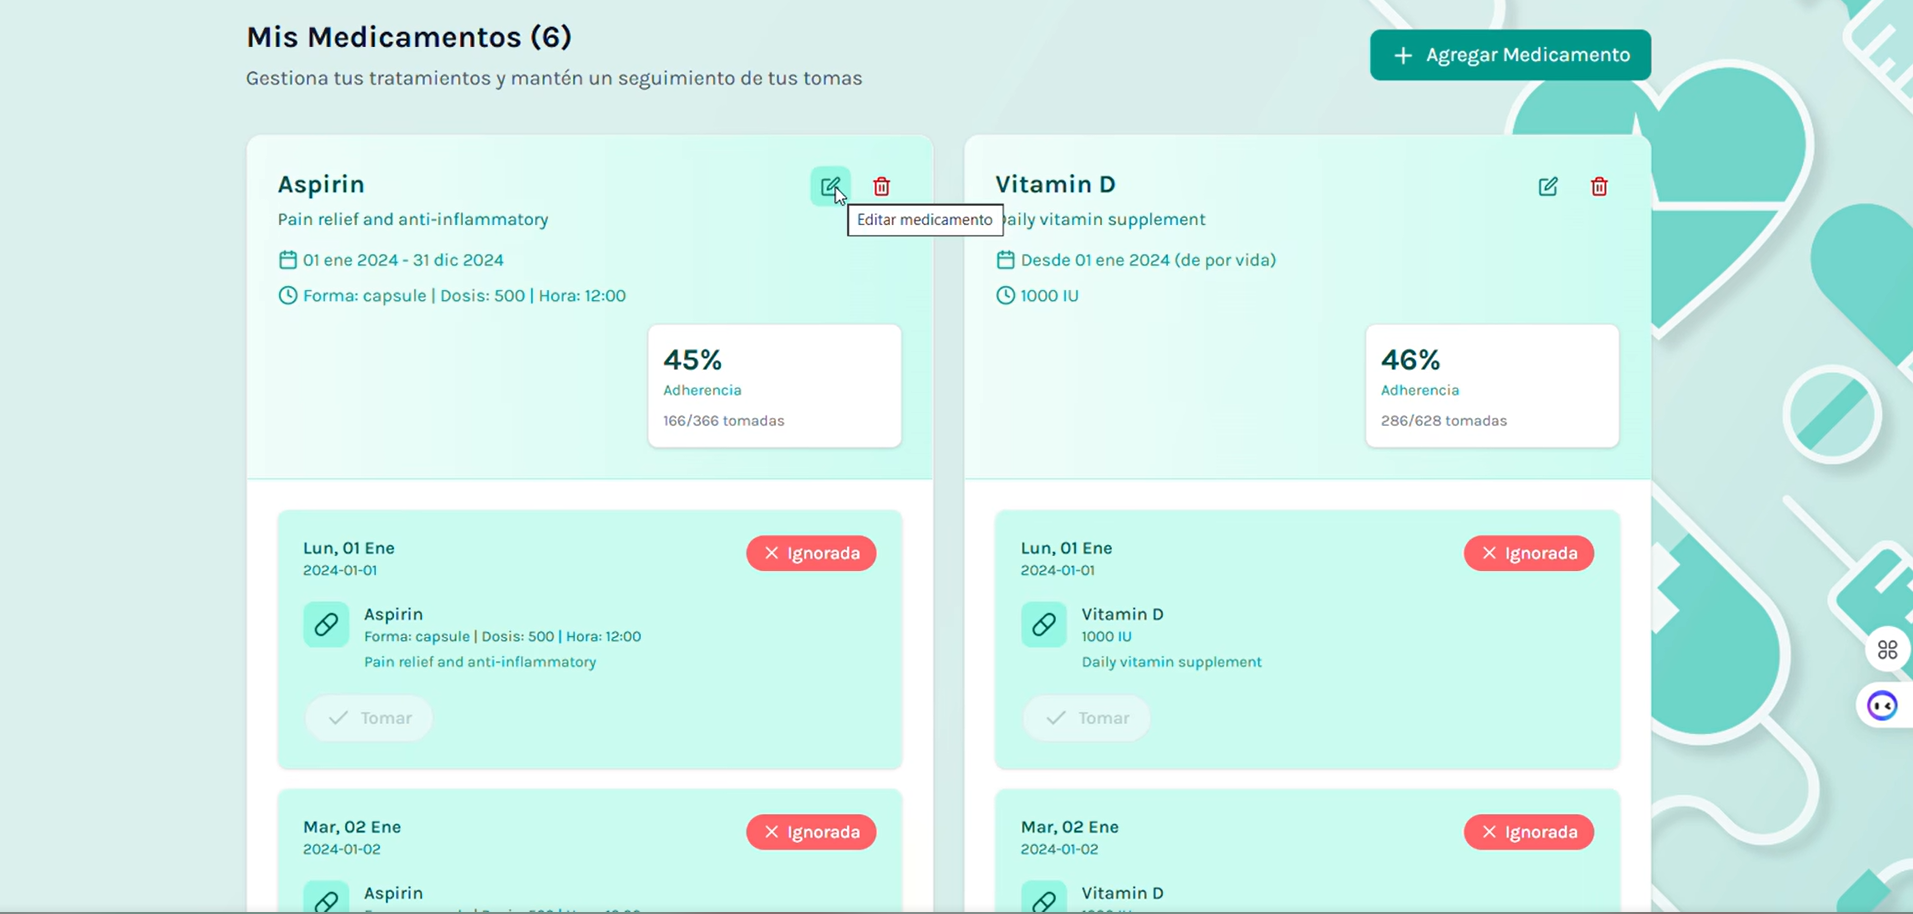 Mis Medicamentos (6)
Gestiona tus tratamientos y mantén un seguimiento de tus tomas
Agregar Medicamento
Aspirin
Pain relief and anti-inflammatory
Editar medicamento
01 ene 2024 - 31 dic 2024
Forma: capsule | Dosis: 500 | Hora: 12:00
45%
Adherencia
166/366 tomadas
Lun, 01 Ene
2024-01-01
Ignorada
Aspirin
Forma: capsule | Dosis: 500 | Hora: 12:00
Pain relief and anti-inflammatory
Tomar
Mar, 02 Ene
2024-01-02
Ignorada
Aspirin
Vitamin D
Daily vitamin supplement
Desde 01 ene 2024 (de por vida)
1000 IU
46%
Adherencia
286/628 tomadas
Lun, 01 Ene
2024-01-01
Ignorada
Vitamin D
1000 IU
Daily vitamin supplement
Tomar
Mar, 02 Ene
2024-01-02
Ignorada
Vitamin D